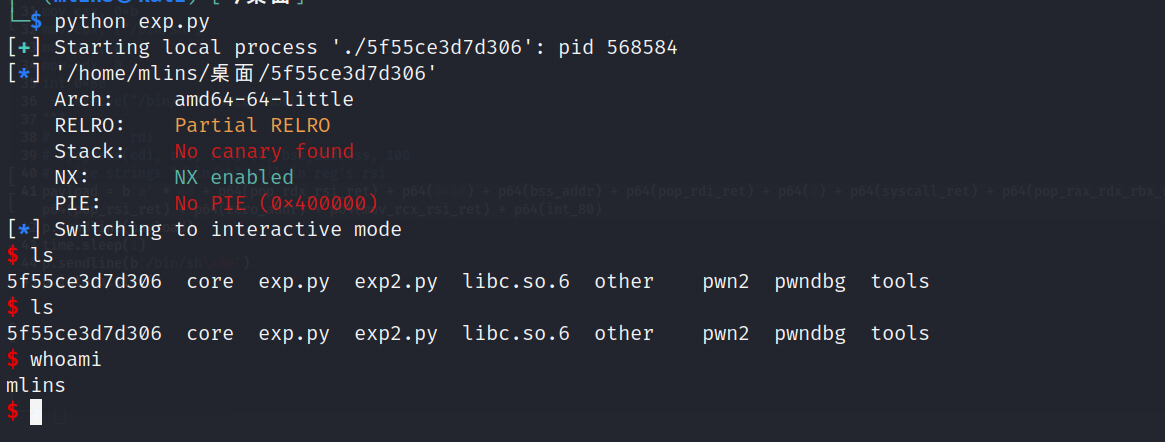 └─$ python exp.py
[+] Starting local process './5f55ce3d7d306': pid 568584
[*] '/home/mlins/桌面/5f55ce3d7d306'
    Arch:     amd64-64-little
    RELRO:    Partial RELRO
    Stack:    No canary found
    NX:       NX enabled
    PIE:      No PIE (0x400000)
[*] Switching to interactive mode
$ ls
5f55ce3d7d306  core  exp.py  exp2.py  libc.so.6  other    pwn2  pwndbg  tools
$ ls
5f55ce3d7d306  core  exp.py  exp2.py  libc.so.6  other    pwn2  pwndbg  tools
$ whoami
mlins
$